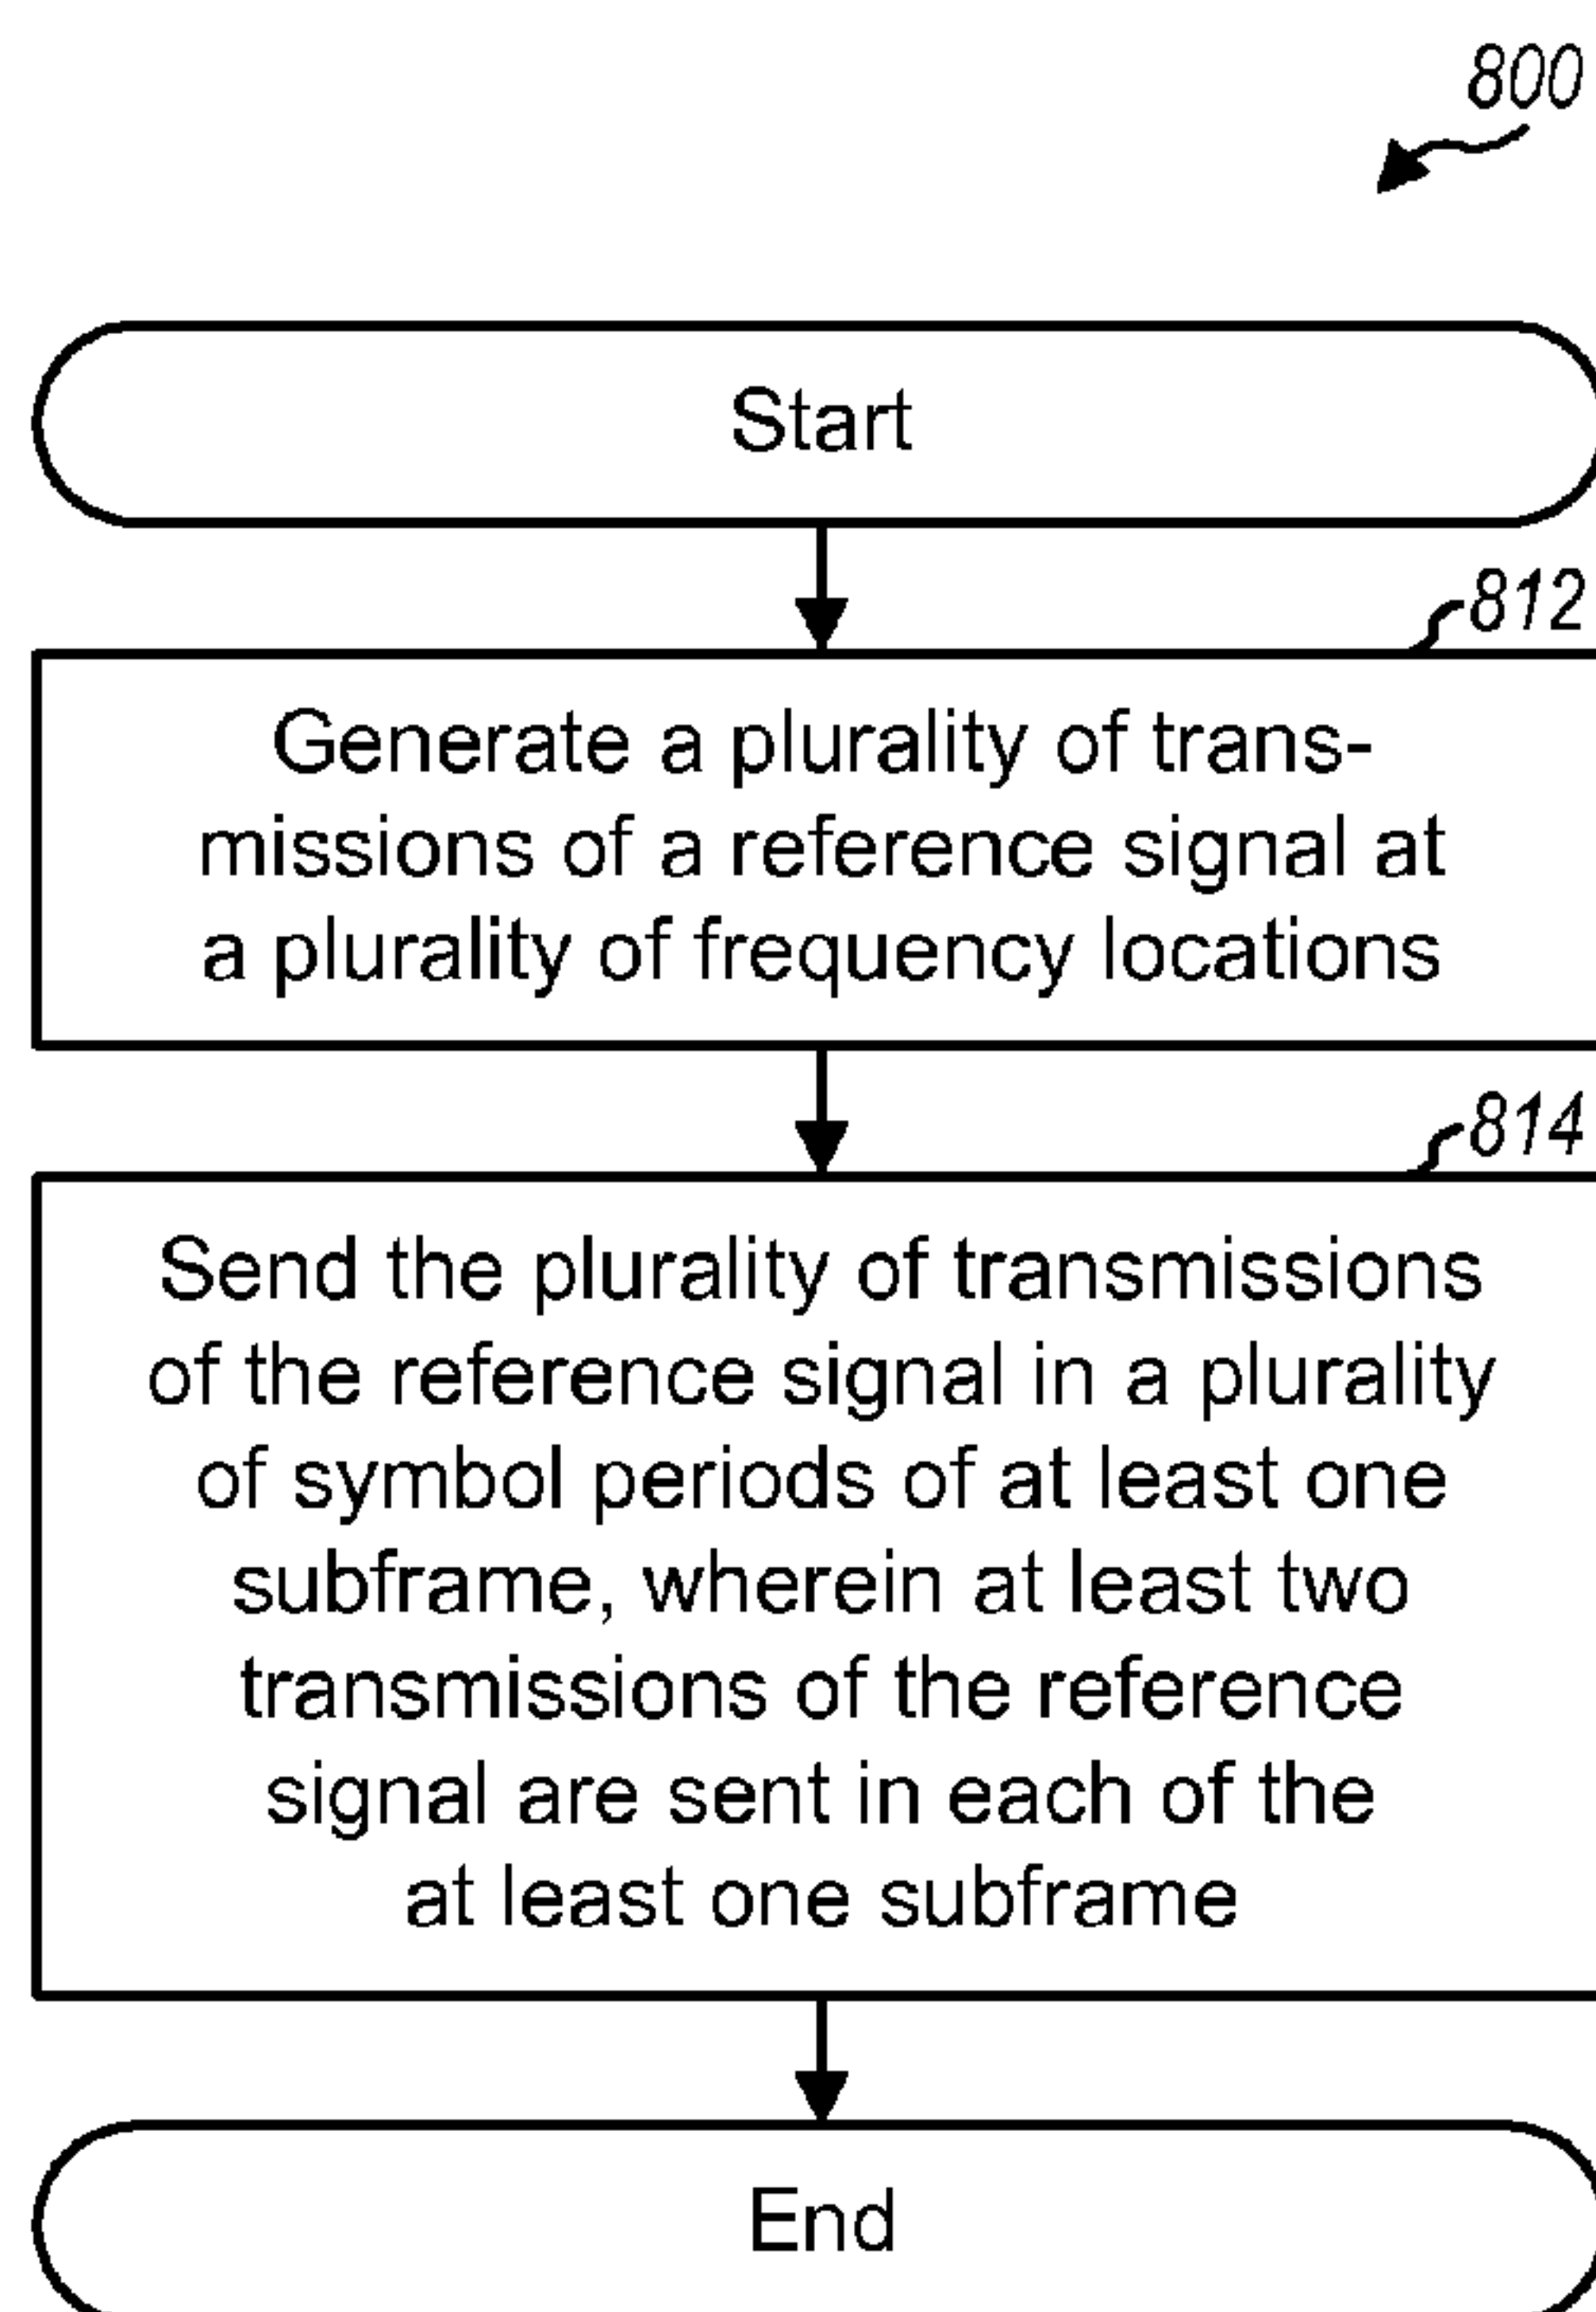 800
Start
812
Generate a plurality of trans-
missions of a reference signal at
a plurality of frequency locations
814
Send the plurality of transmissions
of the reference signal in a plurality
of symbol periods of at least one
subframe, wherein at least two
transmissions of the reference
signal are sent in each of the
at least one subframe
End